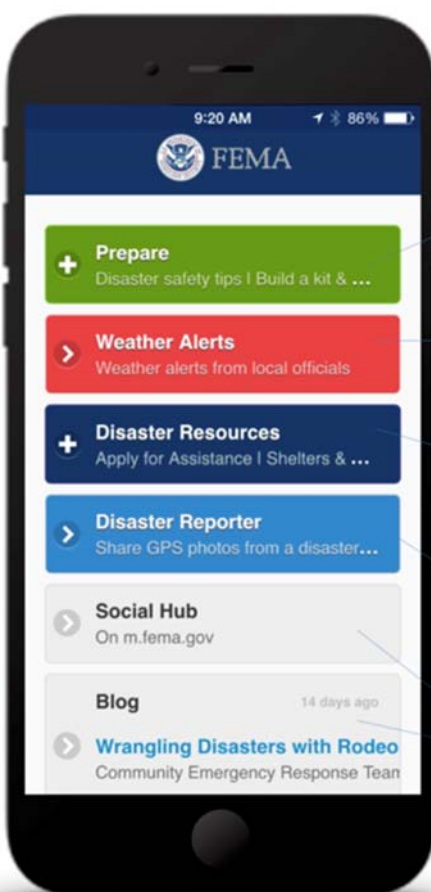 9:20 AM 86%
FEMA
Prepare
Disaster safety tips I Build a kit & ...
Weather Alerts
Weather alerts from local officials
Disaster Resources
Apply for Assistance I Shelters & ...
Disaster Reporter
Share GPS photos from a disaster...
Social Hub
On m.fema.gov
Blog 14 days ago
Wrangling Disasters with Rodeo
Community Emergency Response Team